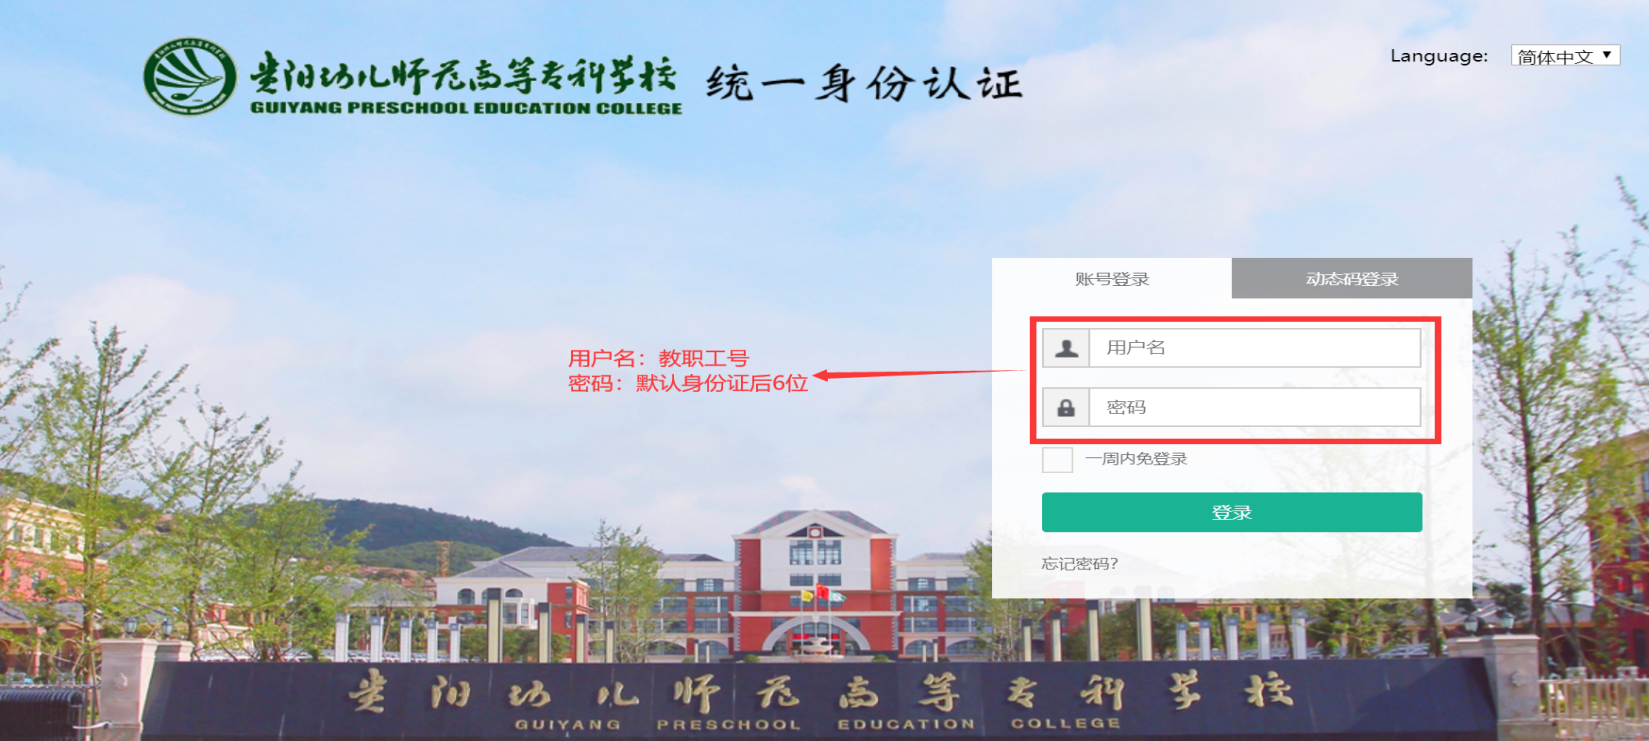 贵阳幼儿师范高等专科学校 统一身份认证
GUIYANG PRESCHOOL EDUCATION COLLEGE
Language: 简体中文
账号登录 动态码登录
用户名
用户名：教职工号
密码：默认身份证后6位
密码
一周内免登录
登录
忘记密码?
贵阳幼儿师范高等专科学校
GUIYANG PRESCHOOL EDUCATION COLLEGE